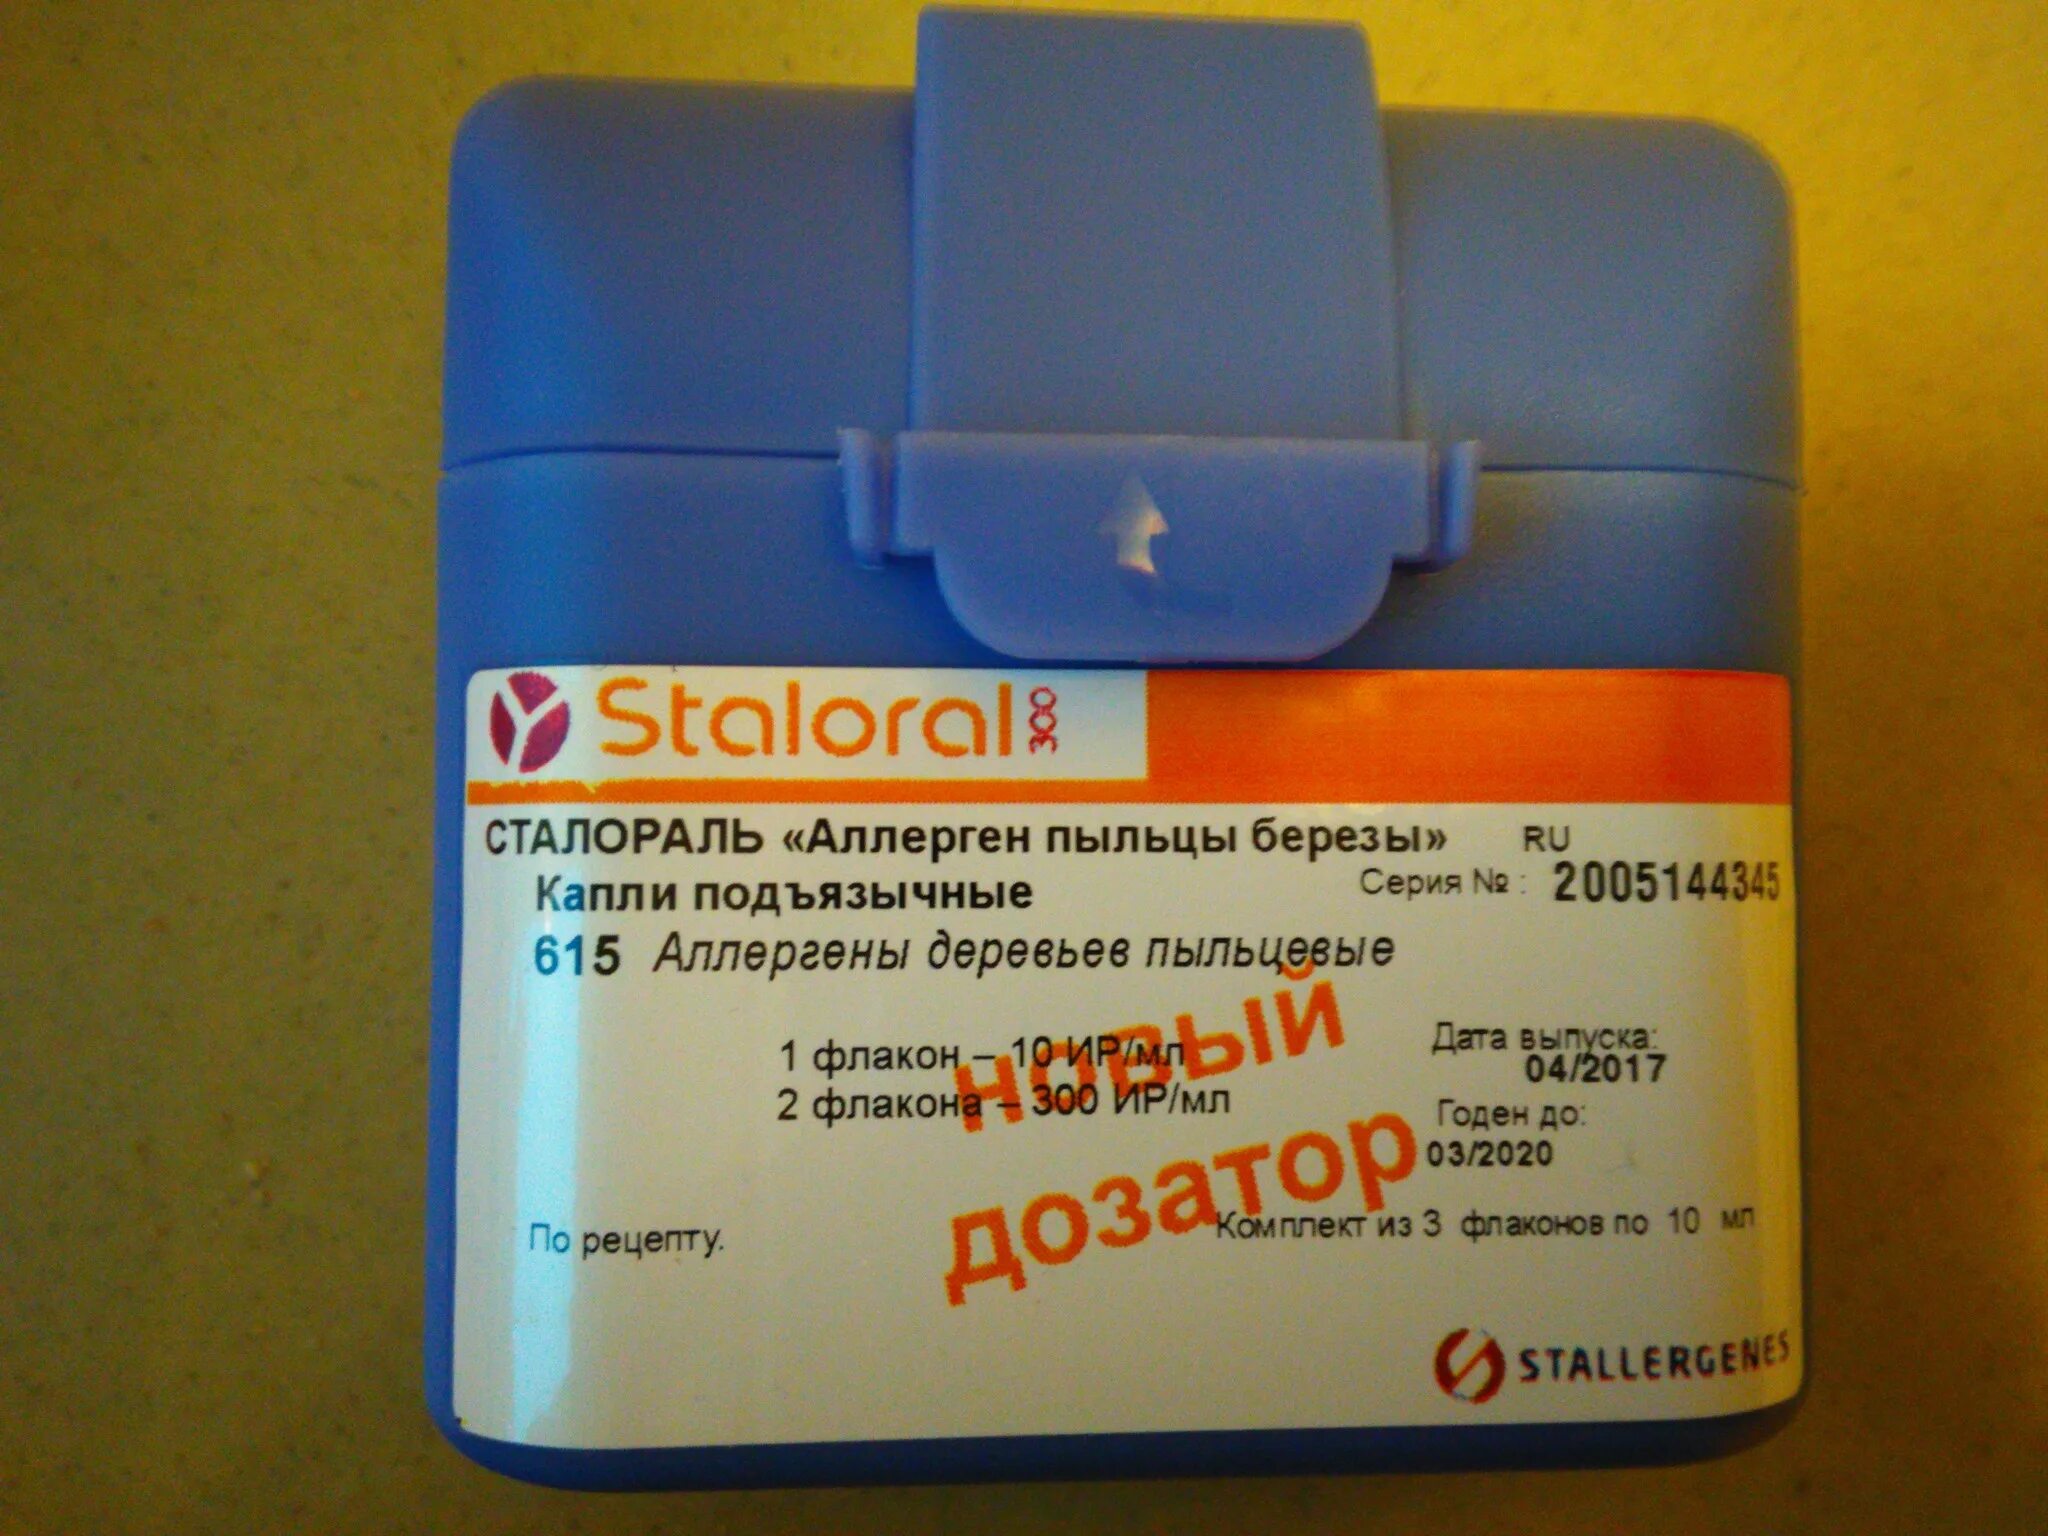 Staloral 300
СТАЛОРАЛЬ «Аллерген пыльцы березы» RU
Капли подъязычные Серия № : 2005144345
615 Аллергены деревьев пыльцевые
новый
дозатор
1 флакон – 10 ИР/мл
2 флакона – 300 ИР/мл
Дата выпуска:
04/2017
Годен до:
03/2020
По рецепту.
Комплект из 3 флаконов по 10 мл
STALLERGENES